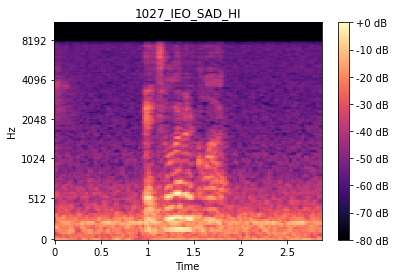 1027_IEO_SAD_HI
+0 dB
8192
-10 dB
4096
-20 dB
-30 dB
2048
-40 dB
Hz
1024
-50 dB
512
-60 dB
-70 dB
0
-80 dB
0 0.5 1 1.5 2 2.5
Time